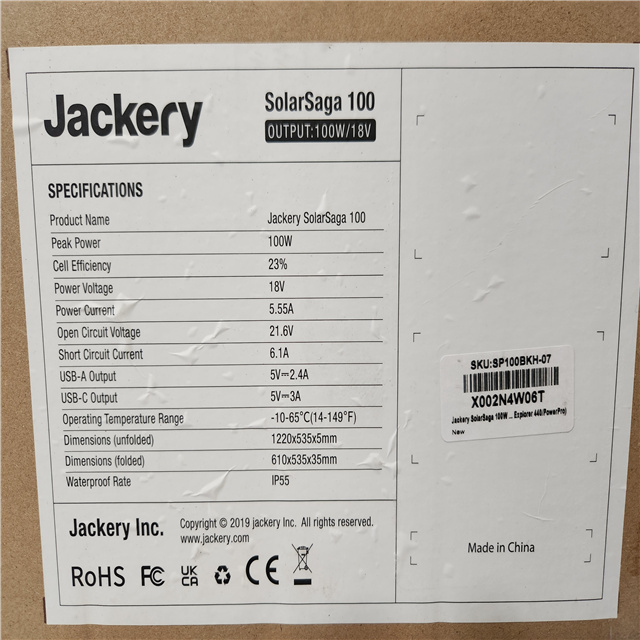 Jackery
SolarSaga 100
OUTPUT:100W/18V
SPECIFICATIONS
Product Name Jackery SolarSaga 100
Peak Power 100W
Cell Efficiency 23%
Power Voltage 18V
Power Current 5.55A
Open Circuit Voltage 21.6V
Short Circuit Current 6.1A
USB-A Output 5V⎓2.4A
USB-C Output 5V⎓3A
Operating Temperature Range -10-65°C(14-149°F)
Dimensions (unfolded) 1220x535x5mm
Dimensions (folded) 610x535x35mm
Waterproof Rate IP55
Jackery Inc.
Copyright © 2019 jackery Inc. All rights reserved.
www.jackery.com
RoHS FC UK CA CE
SKU:SP100BKH-07
X002N4W06T
Jackery SolarSaga 100W ... Explorer 440(PowerPro)
New
Made in China